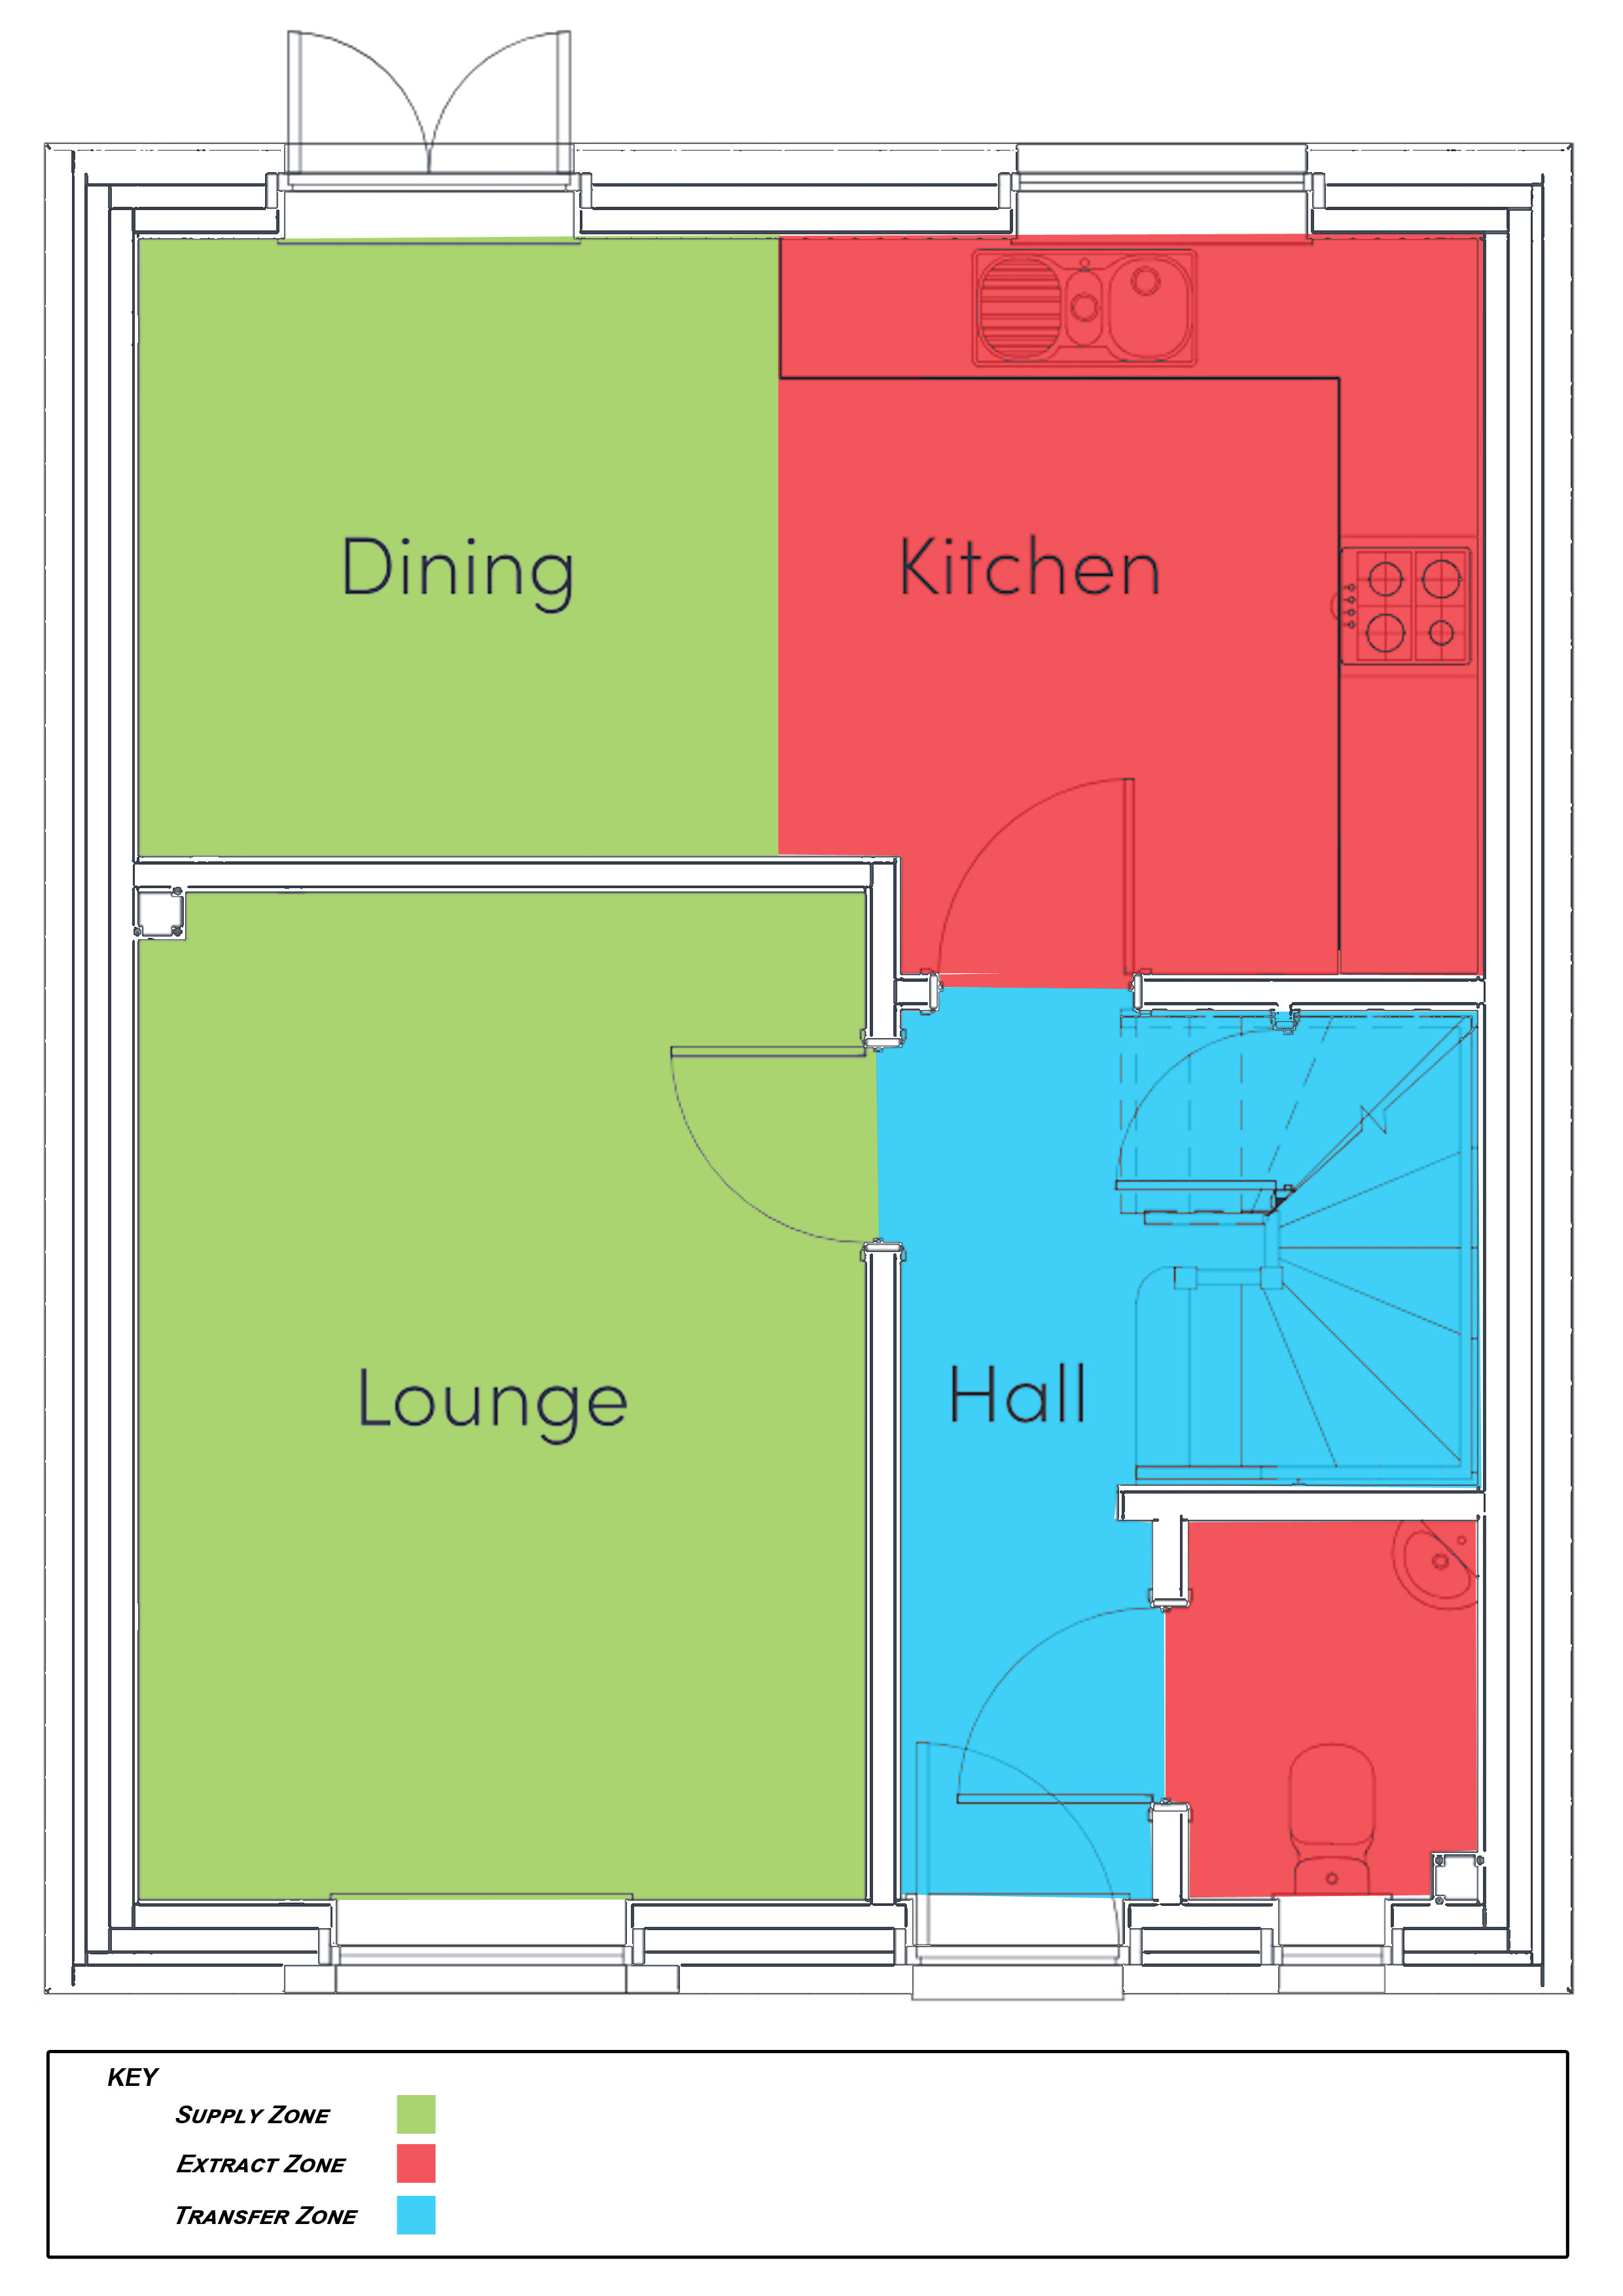 Dining
Kitchen
Lounge
Hall
KEY
SUPPLY ZONE
EXTRACT ZONE
TRANSFER ZONE